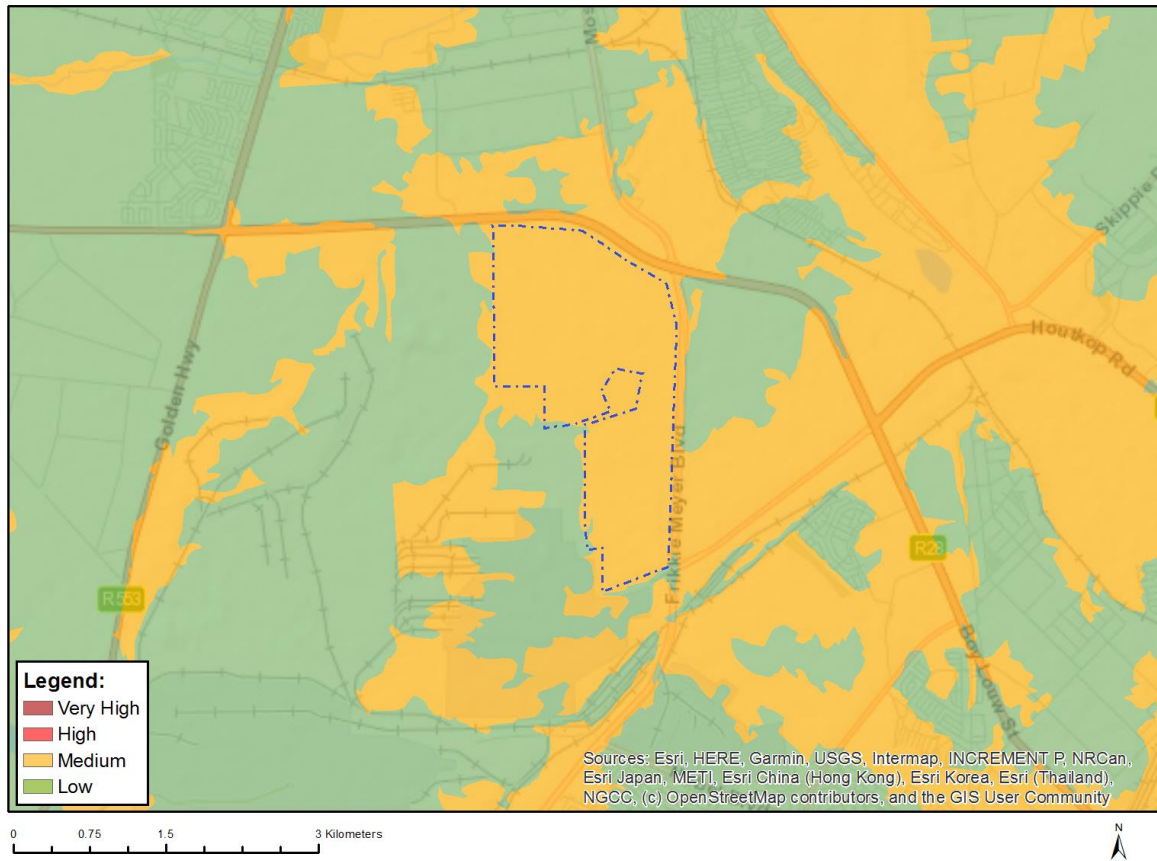 Mos
Skippie
Houtkop Rd
Golden Hwy
Frikkie Meyer Blvd
R553
R28
Boy Louw St
Legend:
Very High
High
Medium
Low
Sources: Esri, HERE, Garmin, USGS, Intermap, INCREMENT P, NRCan,
Esri Japan, METI, Esri China (Hong Kong), Esri Korea, Esri (Thailand),
NGCC, (c) OpenStreetMap contributors, and the GIS User Community
0 0.75 1.5 3 Kilometers
N